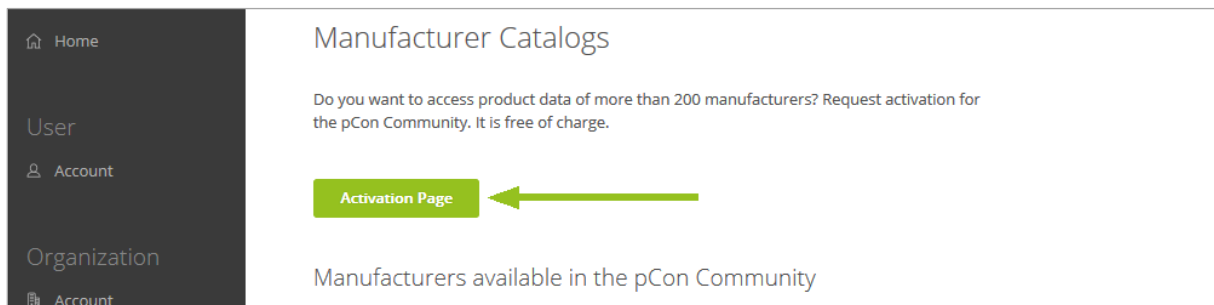 Home
User
Account
Organization
Account
Manufacturer Catalogs
Do you want to access product data of more than 200 manufacturers? Request activation for
the pCon Community. It is free of charge.
Activation Page
Manufacturers available in the pCon Community